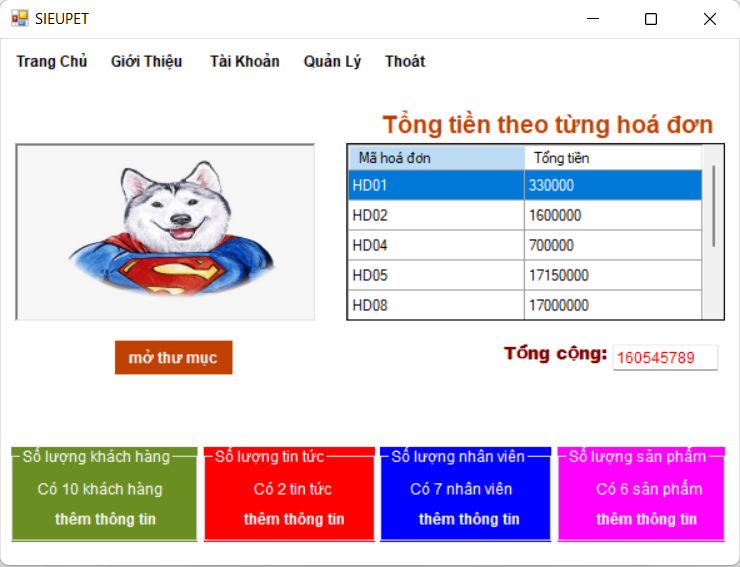 SIEUPET
Trang Chủ Giới Thiệu Tài Khoản Quản Lý Thoát
Tổng tiền theo từng hoá đơn
Mã hoá đơn Tổng tiền
HD01 330000
HD02 1600000
HD04 700000
HD05 17150000
HD08 17000000
S
mở thư mục
Tổng cộng: 160545789
Số lượng khách hàng
Có 10 khách hàng
thêm thông tin
Số lượng tin tức
Có 2 tin tức
thêm thông tin
Số lượng nhân viên
Có 7 nhân viên
thêm thông tin
Số lượng sản phẩm
Có 6 sản phẩm
thêm thông tin